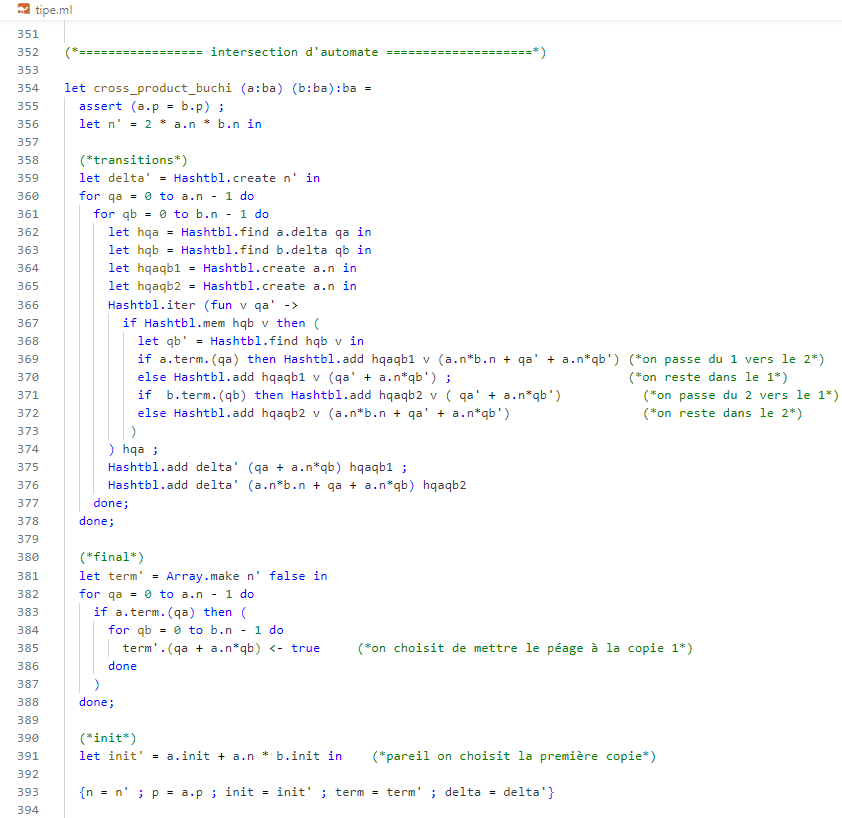 tipe.ml
351
352 (*================= intersection d'automate ====================*)
353
354 let cross_product_buchi (a:ba) (b:ba):ba =
355 assert (a.p = b.p) ;
356 let n' = 2 * a.n * b.n in
357
358 (*transitions*)
359 let delta' = Hashtbl.create n' in
360 for qa = 0 to a.n - 1 do
361 for qb = 0 to b.n - 1 do
362 let hqa = Hashtbl.find a.delta qa in
363 let hqb = Hashtbl.find b.delta qb in
364 let hqaqb1 = Hashtbl.create a.n in
365 let hqaqb2 = Hashtbl.create a.n in
366 Hashtbl.iter (fun v qa' ->
367 if Hashtbl.mem hqb v then (
368 let qb' = Hashtbl.find hqb v in
369 if a.term.(qa) then Hashtbl.add hqaqb1 v (a.n*b.n + qa' + a.n*qb') (*on passe du 1 vers le 2*)
370 else Hashtbl.add hqaqb1 v (qa' + a.n*qb') ; (*on reste dans le 1*)
371 if  b.term.(qb) then Hashtbl.add hqaqb2 v ( qa' + a.n*qb') (*on passe du 2 vers le 1*)
372 else Hashtbl.add hqaqb2 v (a.n*b.n + qa' + a.n*qb') (*on reste dans le 2*)
373 )
374 ) hqa ;
375 Hashtbl.add delta' (qa + a.n*qb) hqaqb1 ;
376 Hashtbl.add delta' (a.n*b.n + qa + a.n*qb) hqaqb2
377 done;
378 done;
379
380 (*final*)
381 let term' = Array.make n' false in
382 for qa = 0 to a.n - 1 do
383 if a.term.(qa) then (
384 for qb = 0 to b.n - 1 do
385 term'.(qa + a.n*qb) <- true (*on choisit de mettre le péage à la copie 1*)
386 done
387 )
388 done;
389
390 (*init*)
391 let init' = a.init + a.n * b.init in (*pareil on choisit la première copie*)
392
393 {n = n' ; p = a.p ; init = init' ; term = term' ; delta = delta'}
394